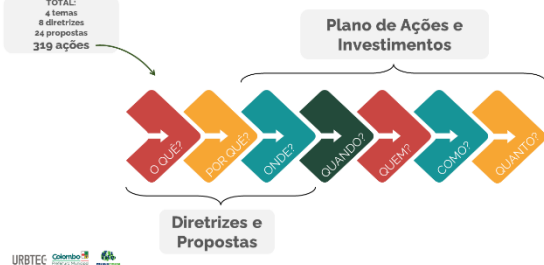 TOTAL:
4 temas
8 diretrizes
24 propostas
319 ações
Plano de Ações e
Investimentos
O QUÊ?
POR QUÊ?
ONDE?
QUANDO?
QUEM?
COMO?
QUANTO?
Diretrizes e
Propostas
URBTEC
Colombo